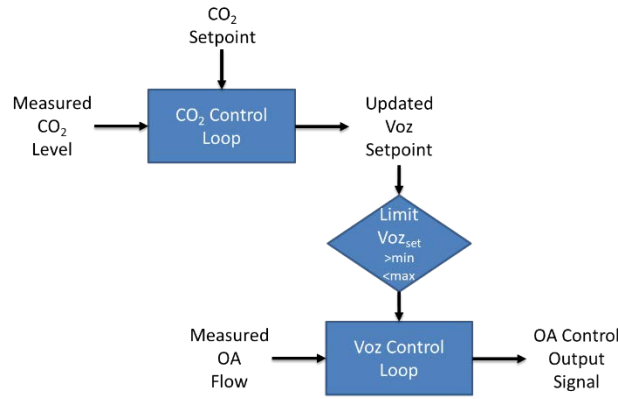 CO₂
Setpoint
Measured
CO₂
Level
CO₂ Control
Loop
Updated
Voz
Setpoint
Limit
Vozset
>min
<max
Measured
OA
Flow
Voz Control
Loop
OA Control
Output
Signal